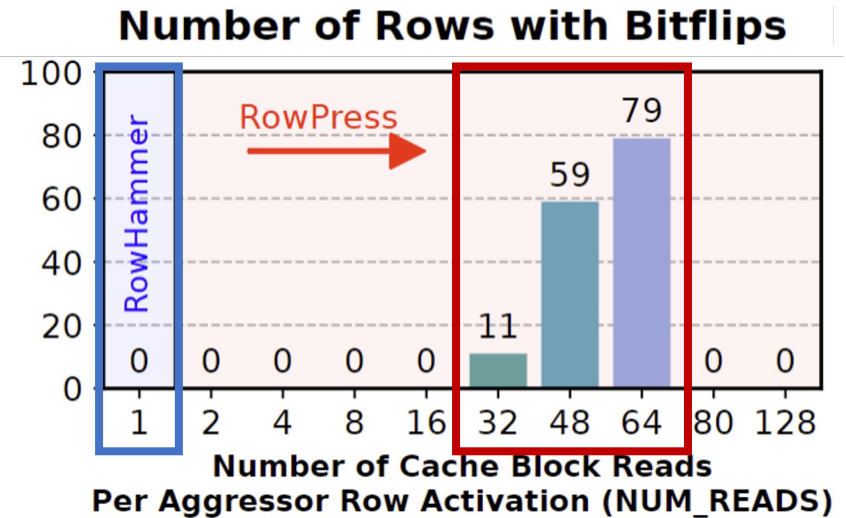 Number of Rows with Bitflips
100
80
60
40
20
0
RowHammer
RowPress
0
0
0
0
0
11
59
79
0
0
1 2 4 8 16 32 48 64 80 128
Number of Cache Block Reads
Per Aggressor Row Activation (NUM_READS)